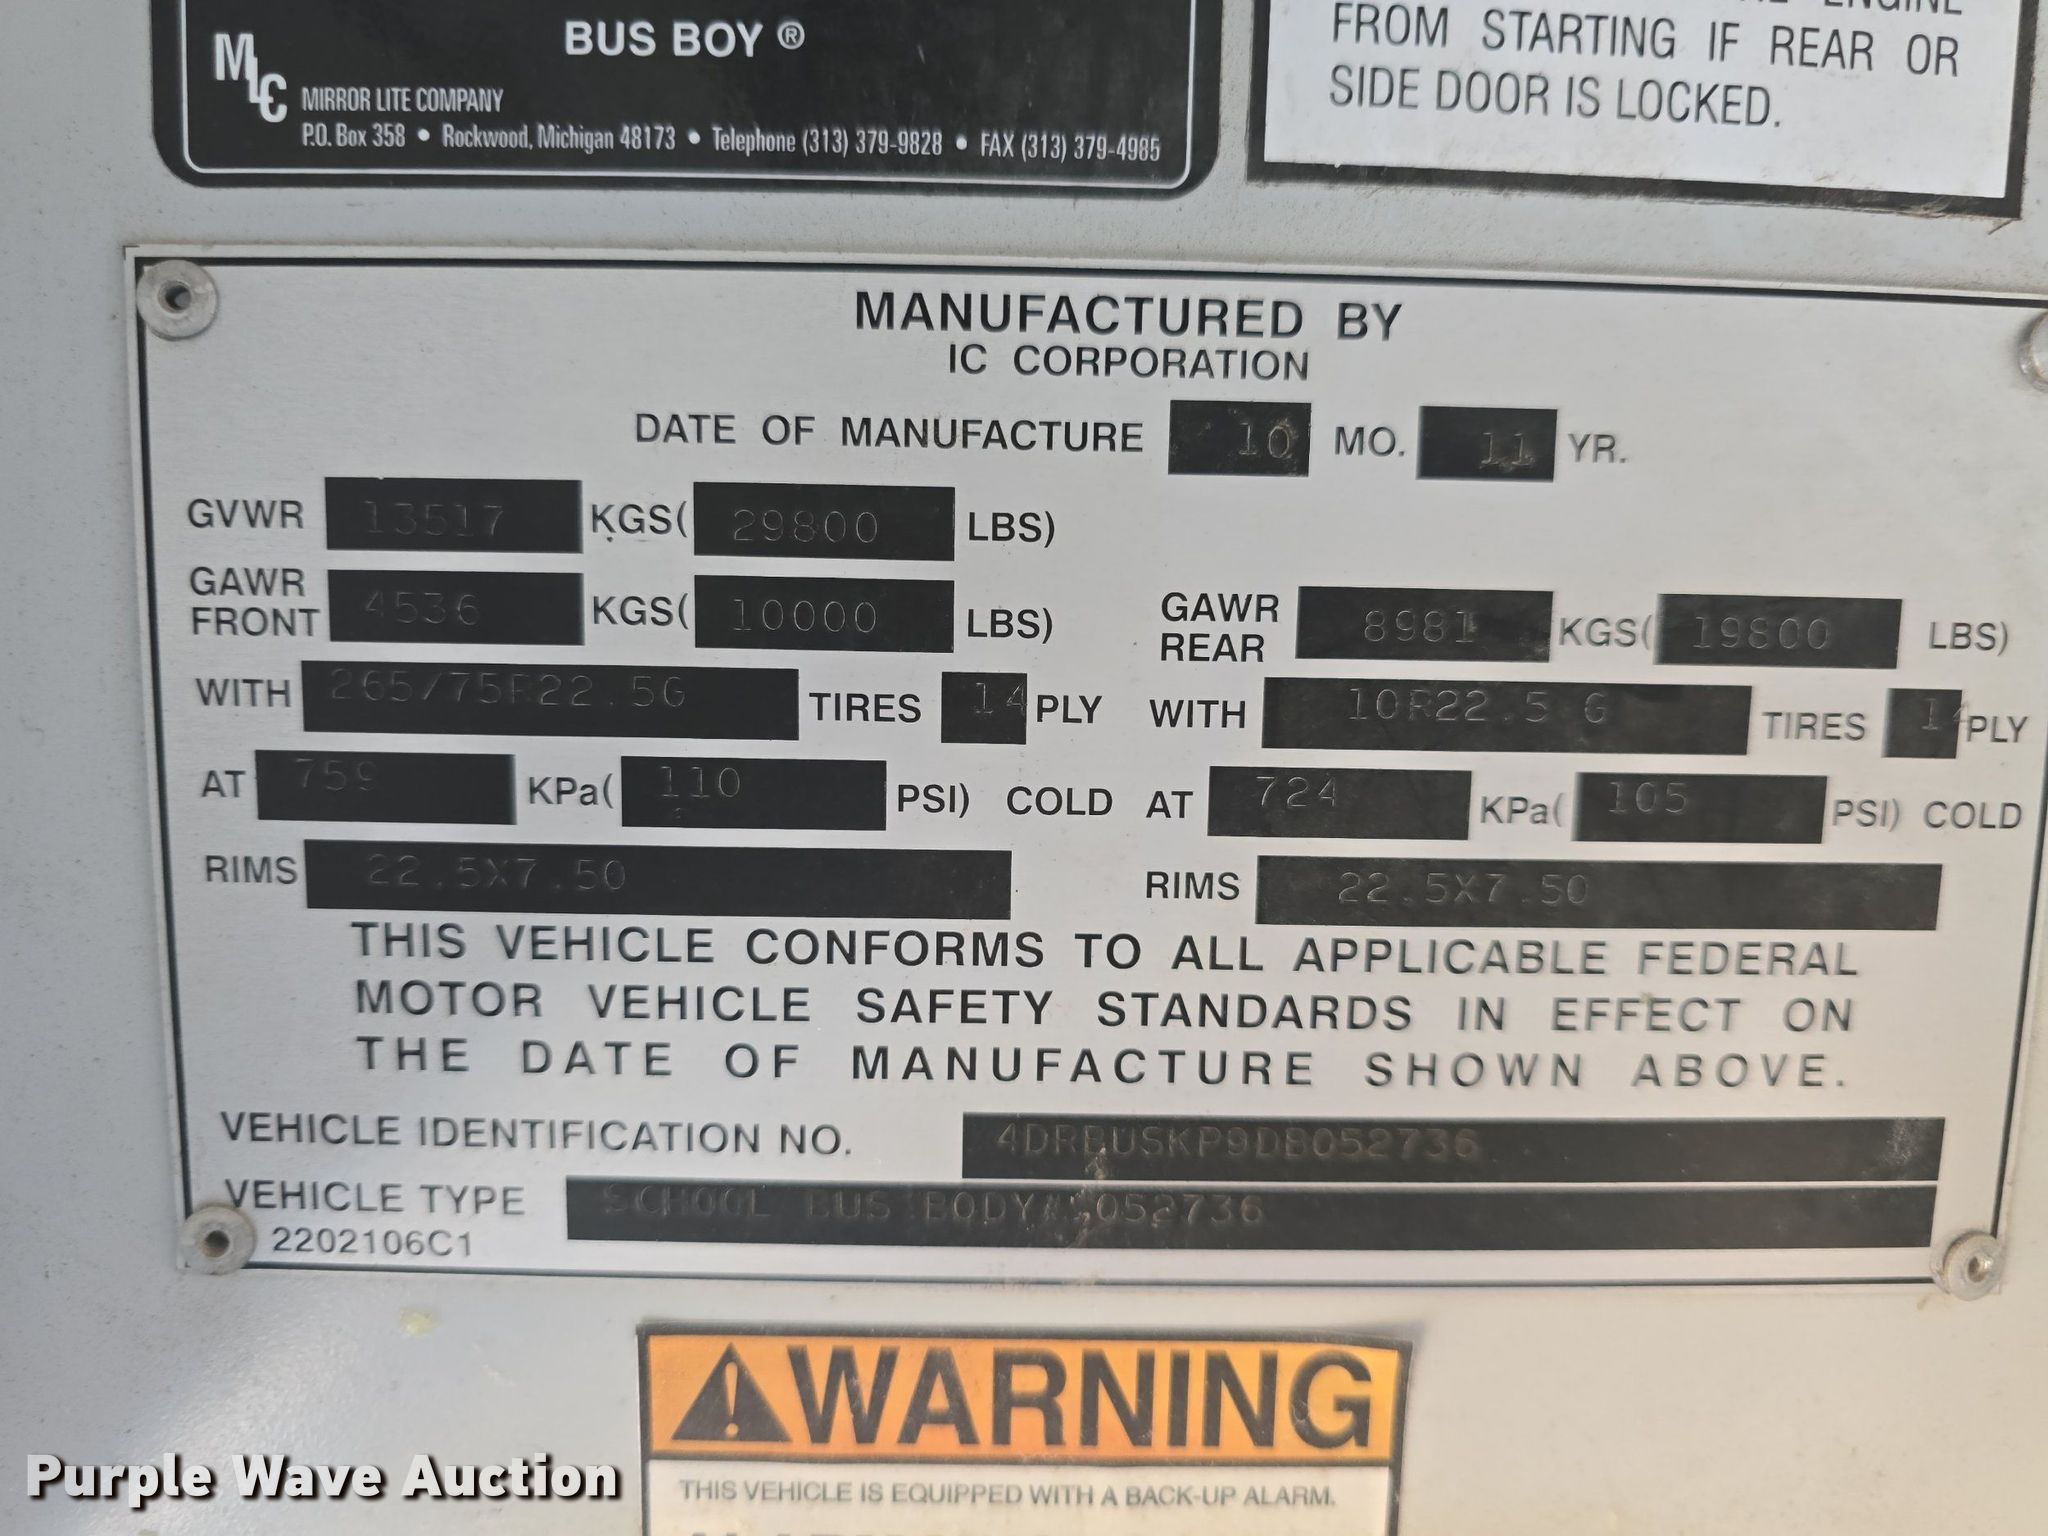 BUS BOY ®
MLC
MIRROR LITE COMPANY
P.O. Box 358 • Rockwood, Michigan 48173 • Telephone (313) 379-9828 • FAX (313) 379-4985
ENGINE
FROM STARTING IF REAR OR
SIDE DOOR IS LOCKED.
MANUFACTURED BY
IC CORPORATION
DATE OF MANUFACTURE 10 MO. 11 YR.
GVWR 13517 KGS( 29800 LBS)
GAWR FRONT 4536 KGS( 10000 LBS) GAWR REAR 8981 KGS( 19800 LBS)
WITH 265/75R22.5G TIRES 14 PLY WITH 10R22.5 G TIRES 14 PLY
AT 759 KPa( 110 PSI) COLD AT 724 KPa( 105 PSI) COLD
RIMS 22.5X7.50 RIMS 22.5X7.50
THIS VEHICLE CONFORMS TO ALL APPLICABLE FEDERAL
MOTOR VEHICLE SAFETY STANDARDS IN EFFECT ON
THE DATE OF MANUFACTURE SHOWN ABOVE.
VEHICLE IDENTIFICATION NO. 4DRBUSKP9DB052736
VEHICLE TYPE SCHOOL BUS BODY#
2202106C1
WARNING
THIS VEHICLE IS EQUIPPED WITH A BACK-UP ALARM.
Purple Wave Auction